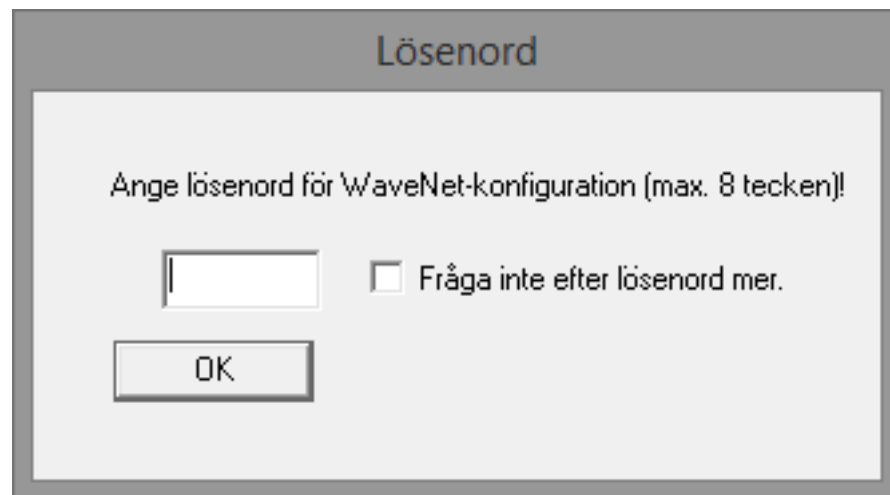 Lösenord
Ange lösenord för WaveNet-konfiguration (max. 8 tecken)!
Fråga inte efter lösenord mer.
OK